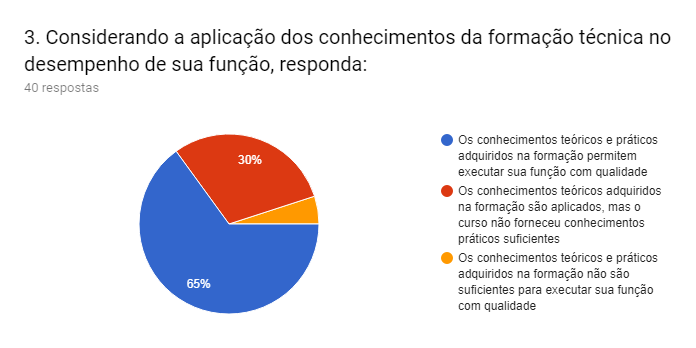 3. Considerando a aplicação dos conhecimentos da formação técnica no
desempenho de sua função, responda:
40 respostas
30%
65%
Os conhecimentos teóricos e práticos
adquiridos na formação permitem
executar sua função com qualidade
Os conhecimentos teóricos adquiridos
na formação são aplicados, mas o
curso não forneceu conhecimentos
práticos suficientes
Os conhecimentos teóricos e práticos
adquiridos na formação não são
suficientes para executar sua função
com qualidade